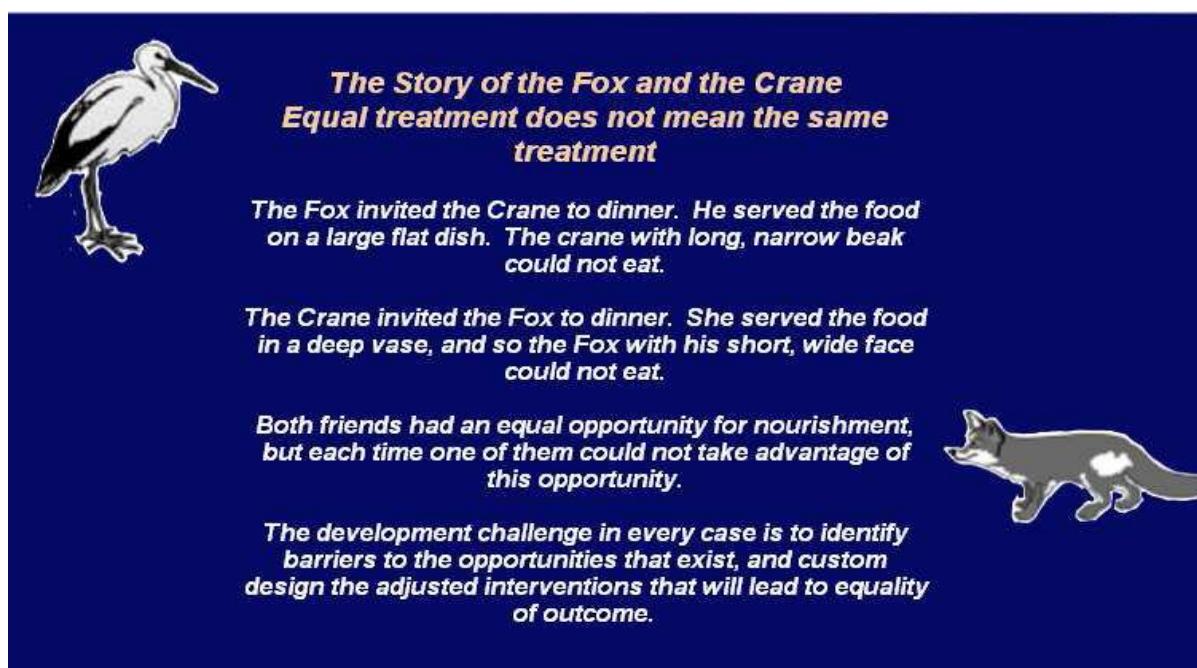 The Story of the Fox and the Crane
Equal treatment does not mean the same
treatment
The Fox invited the Crane to dinner. He served the food
on a large flat dish. The crane with long, narrow beak
could not eat.
The Crane invited the Fox to dinner. She served the food
in a deep vase, and so the Fox with his short, wide face
could not eat.
Both friends had an equal opportunity for nourishment,
but each time one of them could not take advantage of
this opportunity.
The development challenge in every case is to identify
barriers to the opportunities that exist, and custom
design the adjusted interventions that will lead to equality
of outcome.